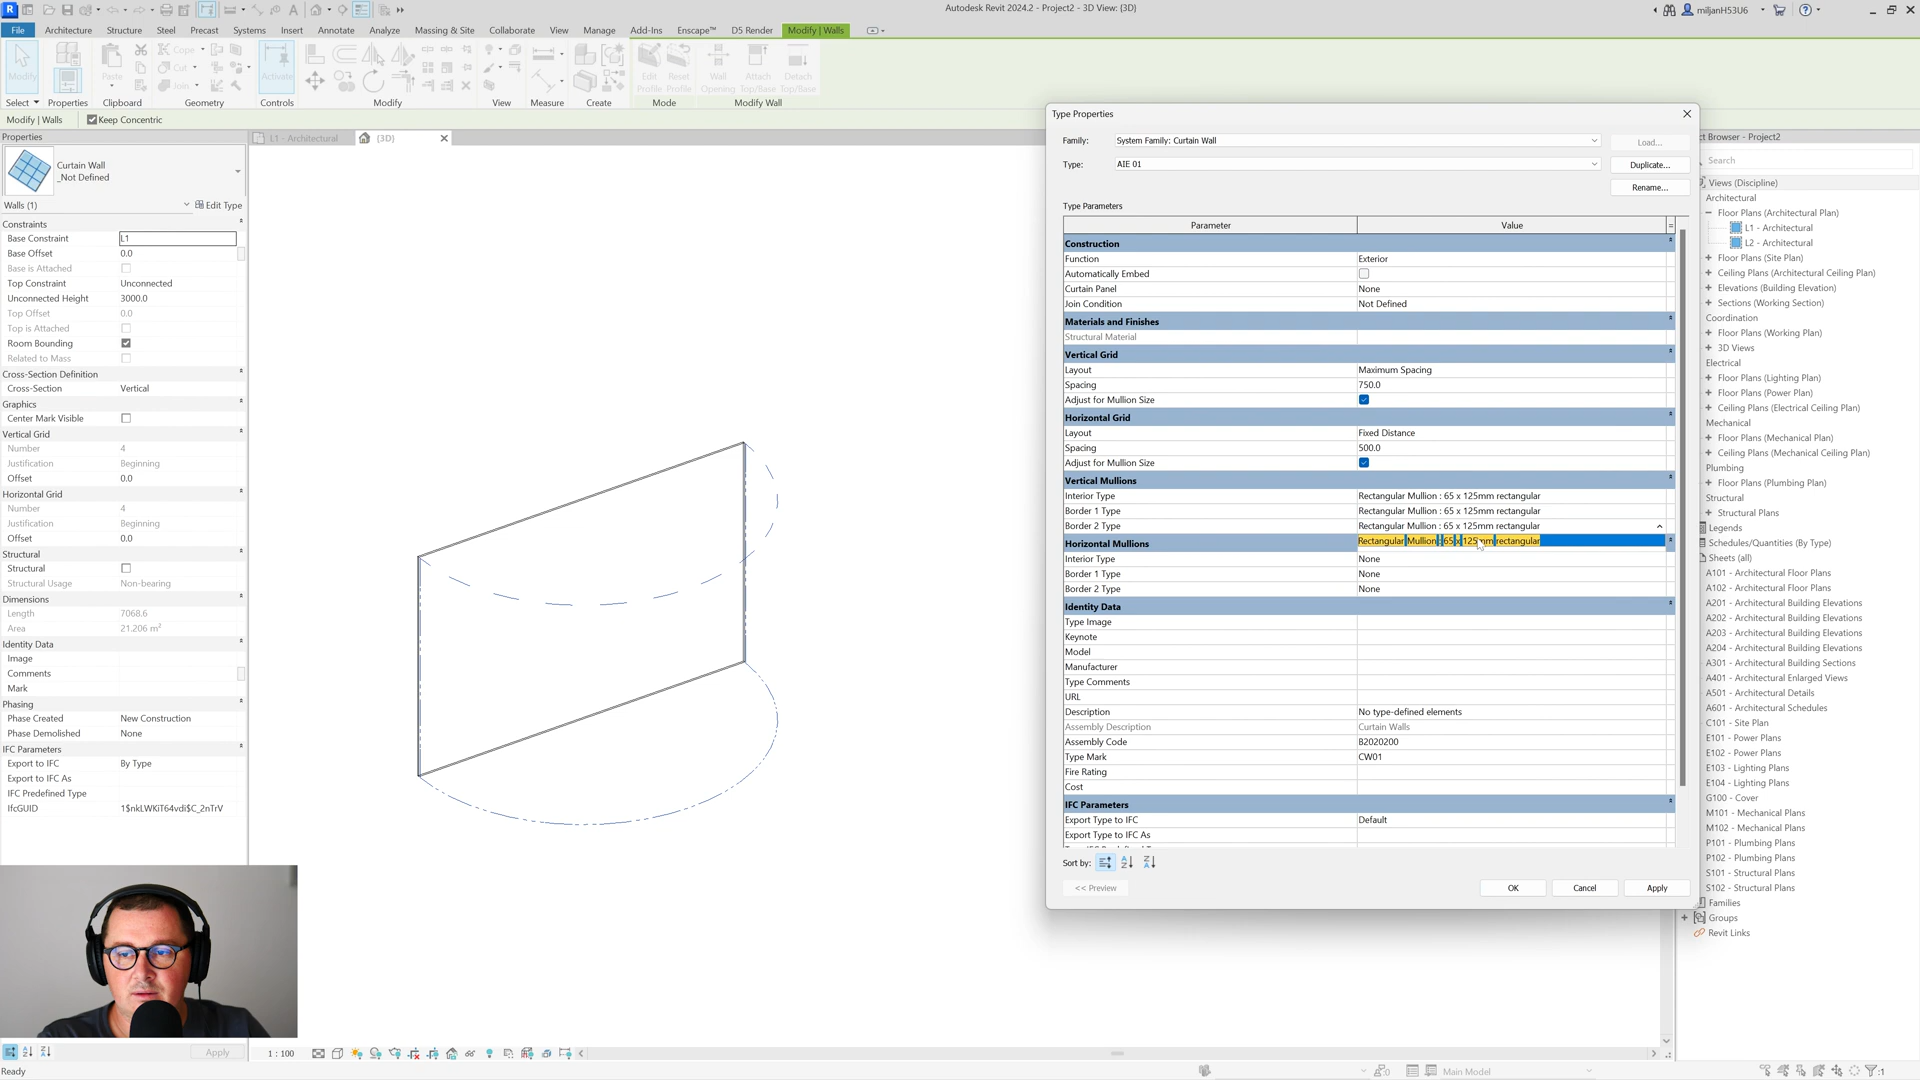 Autodesk Revit 2024.2 - Project2 - 3D View: {3D}
miljanH53U6
File Architecture Structure Steel Precast Systems Insert Annotate Analyze Massing & Site Collaborate View Manage Add-Ins Enscape™ D5 Render Modify | Walls
Modify
Paste
Cope
Cut
Join
Activate
Edit Profile
Reset Profile
Wall Opening
Attach Top/Base
Detach Top/Base
Select Properties Clipboard Geometry Controls Modify View Measure Create Mode Modify Wall
Modify | Walls
Keep Concentric
Properties
L1 - Architectural
{3D}
Curtain Wall
_Not Defined
Walls (1)
Edit Type
Constraints
Base Constraint L1
Base Offset 0.0
Base is Attached
Top Constraint Unconnected
Unconnected Height 3000.0
Top Offset 0.0
Top is Attached
Room Bounding
Related to Mass
Cross-Section Definition
Cross-Section Vertical
Graphics
Center Mark Visible
Vertical Grid
Number 4
Justification Beginning
Offset 0.0
Horizontal Grid
Number 4
Justification Beginning
Offset 0.0
Structural
Structural
Structural Usage Non-bearing
Dimensions
Length 7068.6
Area 21.206 m²
Identity Data
Image
Comments
Mark
Phasing
Phase Created New Construction
Phase Demolished None
IFC Parameters
Export to IFC By Type
Export to IFC As
IFC Predefined Type
IfcGUID 1$nkLWKiT64vdi$C_2nTrV
Apply
Ready
1 : 100
:0
Main Model
:1
Type Properties
Family: System Family: Curtain Wall
Load...
Type: AIE 01
Duplicate...
Rename...
Type Parameters
Parameter Value =
Construction
Function Exterior
Automatically Embed
Curtain Panel None
Join Condition Not Defined
Materials and Finishes
Structural Material
Vertical Grid
Layout Maximum Spacing
Spacing 750.0
Adjust for Mullion Size
Horizontal Grid
Layout Fixed Distance
Spacing 500.0
Adjust for Mullion Size
Vertical Mullions
Interior Type Rectangular Mullion : 65 x 125mm rectangular
Border 1 Type Rectangular Mullion : 65 x 125mm rectangular
Border 2 Type Rectangular Mullion : 65 x 125mm rectangular
Horizontal Mullions Rectangular Mullion : 65 x 125mm rectangular
Interior Type None
Border 1 Type None
Border 2 Type None
Identity Data
Type Image
Keynote
Model
Manufacturer
Type Comments
URL
Description No type-defined elements
Assembly Description Curtain Walls
Assembly Code B2020200
Type Mark CW01
Fire Rating
Cost
IFC Parameters
Export Type to IFC Default
Export Type to IFC As
Sort by:
<< Preview
OK
Cancel
Apply
ct Browser - Project2
Search
Views (Discipline)
Architectural
Floor Plans (Architectural Plan)
L1 - Architectural
L2 - Architectural
Floor Plans (Site Plan)
Ceiling Plans (Architectural Ceiling Plan)
Elevations (Building Elevation)
Sections (Working Section)
Coordination
Floor Plans (Working Plan)
3D Views
Electrical
Floor Plans (Lighting Plan)
Floor Plans (Power Plan)
Ceiling Plans (Electrical Ceiling Plan)
Mechanical
Floor Plans (Mechanical Plan)
Ceiling Plans (Mechanical Ceiling Plan)
Plumbing
Floor Plans (Plumbing Plan)
Structural
Structural Plans
Legends
Schedules/Quantities (By Type)
Sheets (all)
A101 - Architectural Floor Plans
A102 - Architectural Floor Plans
A201 - Architectural Building Elevations
A202 - Architectural Building Elevations
A203 - Architectural Building Elevations
A204 - Architectural Building Elevations
A301 - Architectural Building Sections
A401 - Architectural Enlarged Views
A501 - Architectural Details
A601 - Architectural Schedules
C101 - Site Plan
E101 - Power Plans
E102 - Power Plans
E103 - Lighting Plans
E104 - Lighting Plans
G100 - Cover
M101 - Mechanical Plans
M102 - Mechanical Plans
P101 - Plumbing Plans
P102 - Plumbing Plans
S101 - Structural Plans
S102 - Structural Plans
Families
Groups
Revit Links